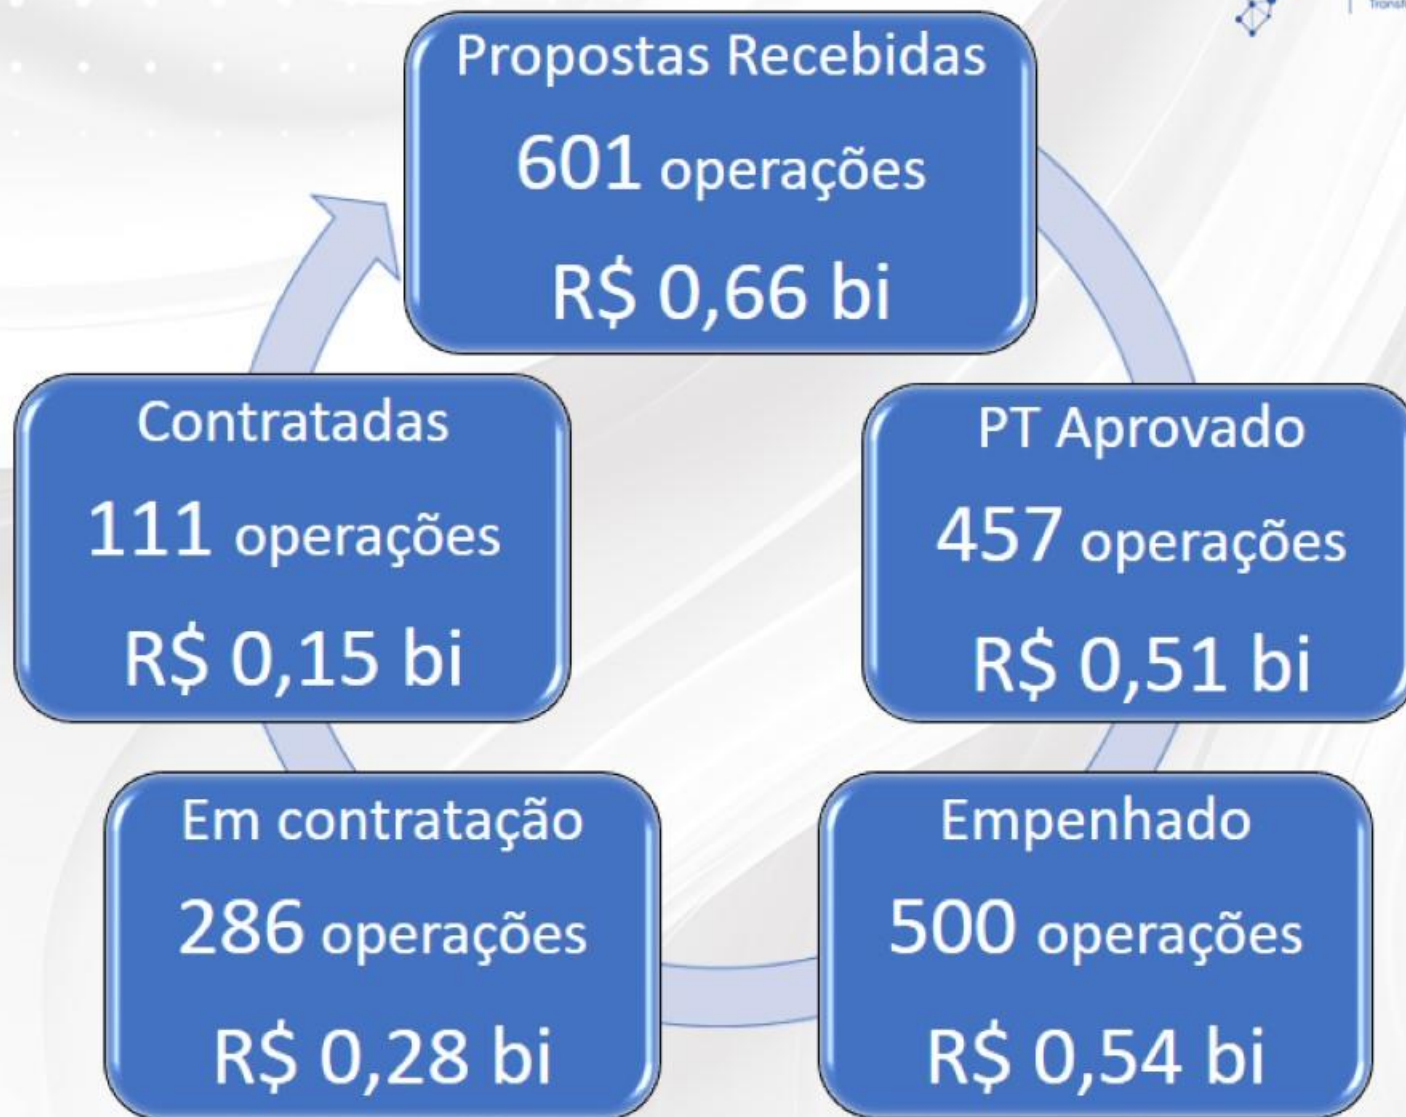 Propostas Recebidas
601 operações
R$ 0,66 bi
PT Aprovado
457 operações
R$ 0,51 bi
Empenhado
500 operações
R$ 0,54 bi
Em contratação
286 operações
R$ 0,28 bi
Contratadas
111 operações
R$ 0,15 bi